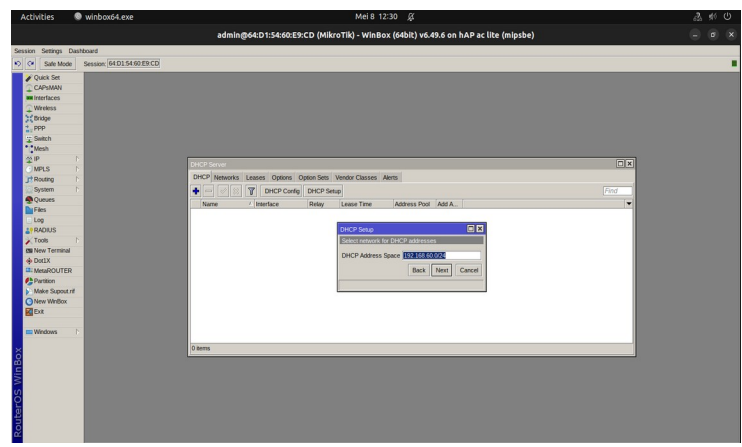 Activities winbox64.exe Mei 8 12:30
admin@64:D1:54:60:E9:CD (MikroTik) - WinBox (64bit) v6.49.6 on hAP ac lite (mipsbe)
Session Settings Dashboard
Safe Mode Session: 64:D1:54:60:E9:CD
Quick Set
CAPsMAN
Interfaces
Wireless
Bridge
PPP
Switch
Mesh
IP
MPLS
Routing
System
Queues
Files
Log
RADIUS
Tools
New Terminal
Dot1X
MetaROUTER
Partition
Make Supout.rif
New WinBox
Exit
Windows
RouterOS WinBox
DHCP Server
DHCP Networks Leases Options Option Sets Vendor Classes Alerts
DHCP Config DHCP Setup Find
Name Interface Relay Lease Time Address Pool Add A...
DHCP Setup
Select network for DHCP addresses
DHCP Address Space: 192.168.60.0/24
Back Next Cancel
0 items